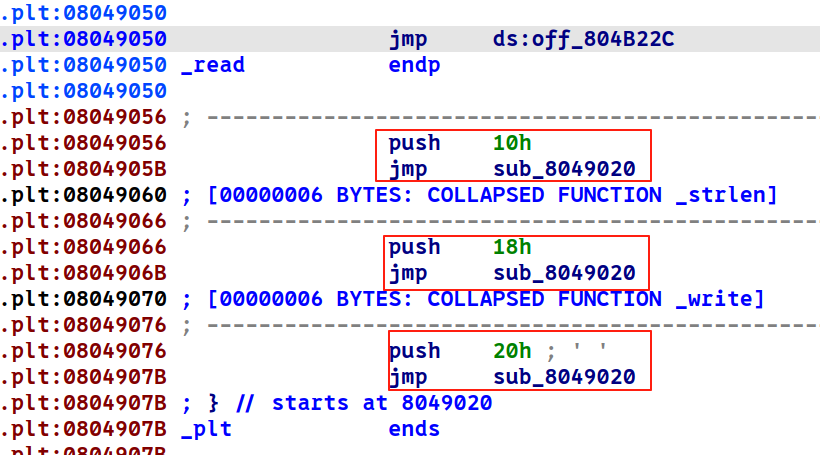 .plt:08049050
.plt:08049050 jmp ds:off_804B22C
.plt:08049050 _read endp
.plt:08049050
.plt:08049056 ; ------------------------------------------------
.plt:08049056 push 10h
.plt:0804905B jmp sub_8049020
.plt:08049060 ; [00000006 BYTES: COLLAPSED FUNCTION _strlen]
.plt:08049066 ; ------------------------------------------------
.plt:08049066 push 18h
.plt:0804906B jmp sub_8049020
.plt:08049070 ; [00000006 BYTES: COLLAPSED FUNCTION _write]
.plt:08049076 ; ------------------------------------------------
.plt:08049076 push 20h ; ' '
.plt:0804907B jmp sub_8049020
.plt:0804907B ; } // starts at 8049020
.plt:0804907B _plt ends